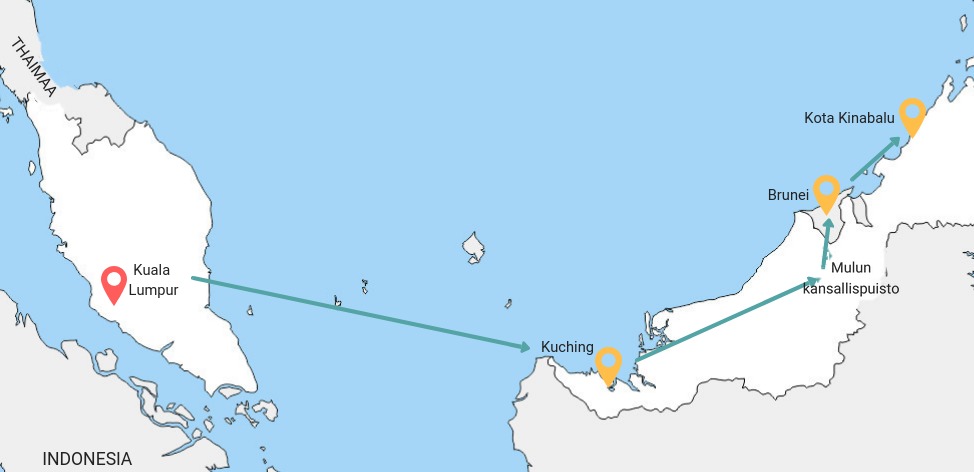 THAIMAA
Kota Kinabalu
Brunei
Kuala
Lumpur
Mulun
kansallispuisto
Kuching
INDONESIA